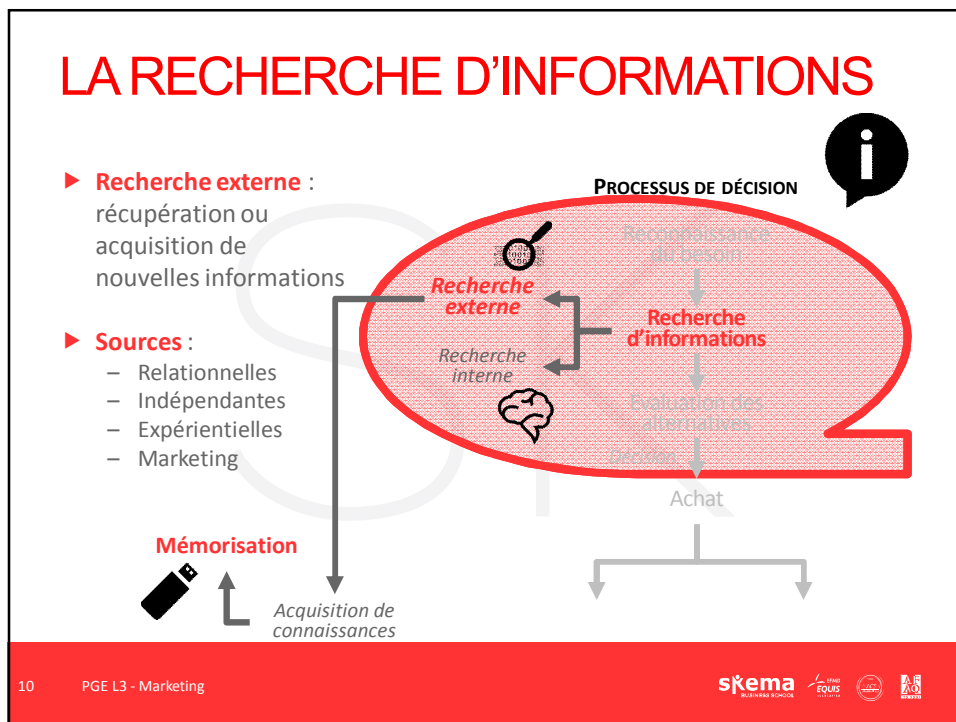 LA RECHERCHE D'INFORMATIONS
Recherche externe :
récupération ou
acquisition de
nouvelles informations
Sources :
– Relationnelles
– Indépendantes
– Expérientielles
– Marketing
PROCESSUS DE DÉCISION
Reconnaissance
du besoin
Recherche
externe
Recherche
d'informations
Recherche
interne
Evaluation des
alternatives
Décision
Achat
Mémorisation
Acquisition de
connaissances
10 PGE L3 - Marketing
skema
BUSINESS SCHOOL
EFMD
EQUIS